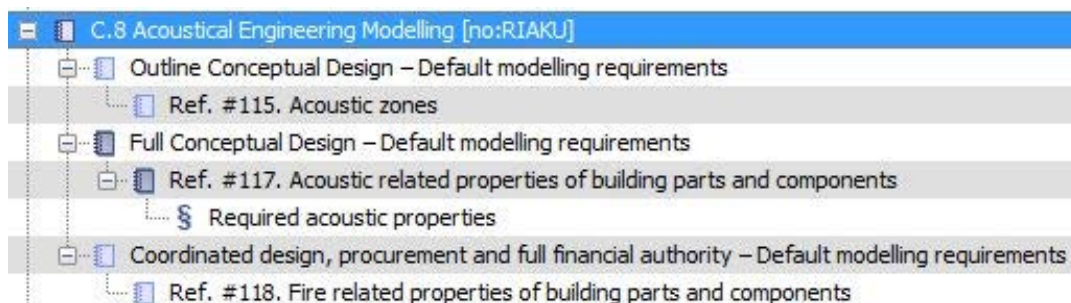 C.8 Acoustical Engineering Modelling [no:RIAKU]
Outline Conceptual Design – Default modelling requirements
Ref. #115. Acoustic zones
Full Conceptual Design – Default modelling requirements
Ref. #117. Acoustic related properties of building parts and components
§ Required acoustic properties
Coordinated design, procurement and full financial authority – Default modelling requirements
Ref. #118. Fire related properties of building parts and components